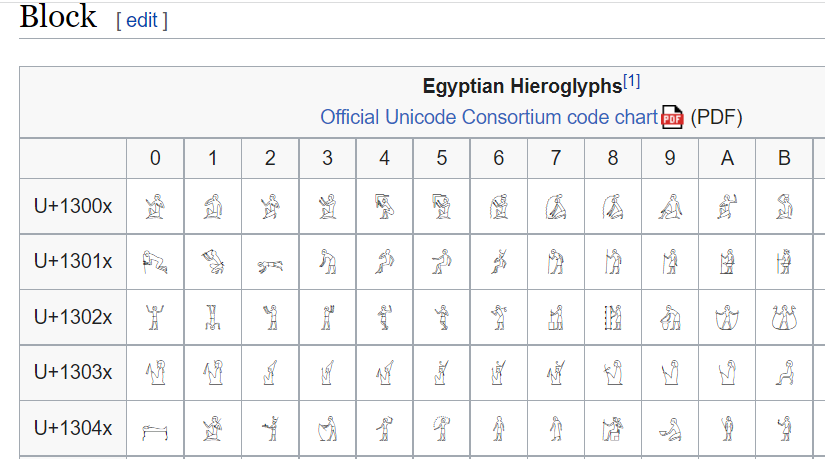 Block [ edit ]
Egyptian Hieroglyphs[1]
Official Unicode Consortium code chart PDF (PDF)
0 1 2 3 4 5 6 7 8 9 A B
U+1300x 𓀀 𓀁 𓀂 𓀃 𓀄 𓀅 𓀆 𓀇 𓀈 𓀉 𓀊 𓀋
U+1301x 𓀐 𓀑 𓀒 𓀓 𓀔 𓀕 𓀖 𓀗 𓀘 𓀙 𓀚 𓀛
U+1302x 𓀠 𓀡 𓀢 𓀣 𓀤 𓀥 𓀦 𓀧 𓀨 𓀩 𓀪 𓀫
U+1303x 𓀰 𓀱 𓀲 𓀳 𓀴 𓀵 𓀶 𓀷 𓀸 𓀹 𓀺 𓀻
U+1304x 𓁀 𓁁 𓁂 𓁃 𓁄 𓁅 𓁆 𓁇 𓁈 𓁉 𓁊 𓁋